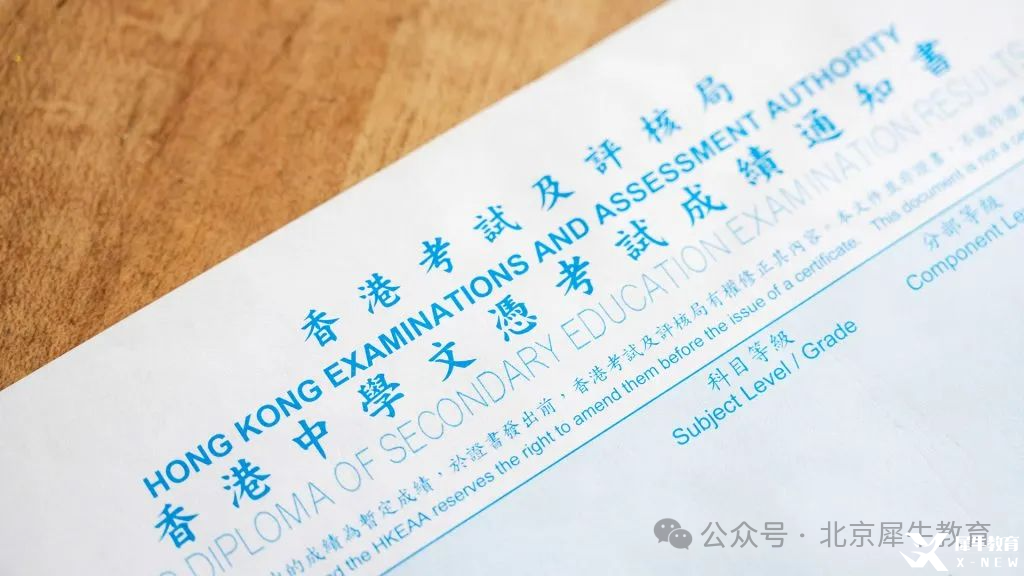 香港考試及評核局
HONG KONG EXAMINATIONS AND ASSESSMENT AUTHORITY
香港中學文憑考試成績通知書
DIPLOMA OF SECONDARY EDUCATION EXAMINATION RESULTS
的成績為暫定成績，於證書發出前，香港考試及評核局有權修正其內容。本文件並非證書，
the HKEAA reserves the right to amend them before the issue of a certificate. This document is not a
科目等級
Subject Level / Grade
分部等級
Component
公众号 · 北京犀牛教育
犀牛教育
X-NEW